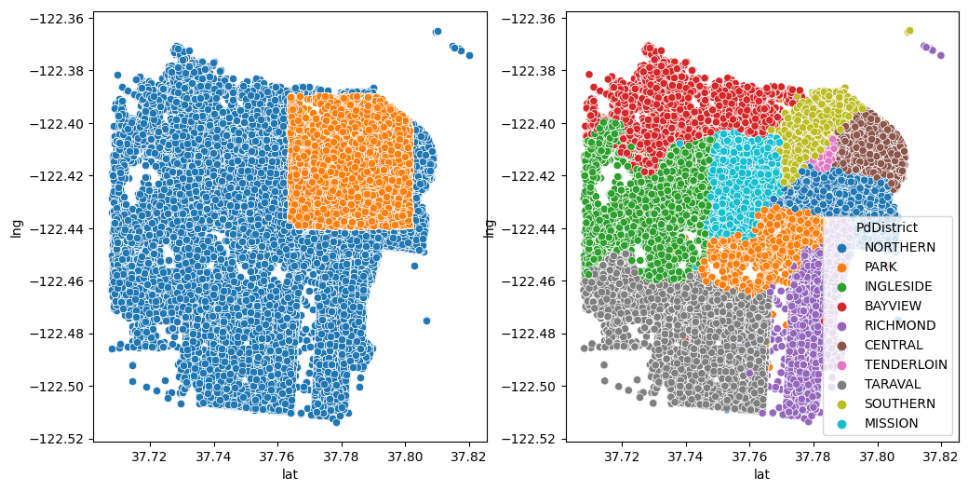 −122.36
−122.38
−122.40
−122.42
−122.44
−122.46
−122.48
−122.50
−122.52
lng
37.72 37.74 37.76 37.78 37.80 37.82
lat
−122.36
−122.38
−122.40
−122.42
−122.44
−122.46
−122.48
−122.50
−122.52
lng
PdDistrict
NORTHERN
PARK
INGLESIDE
BAYVIEW
RICHMOND
CENTRAL
TENDERLOIN
TARAVAL
SOUTHERN
MISSION
37.72 37.74 37.76 37.78 37.80 37.82
lat